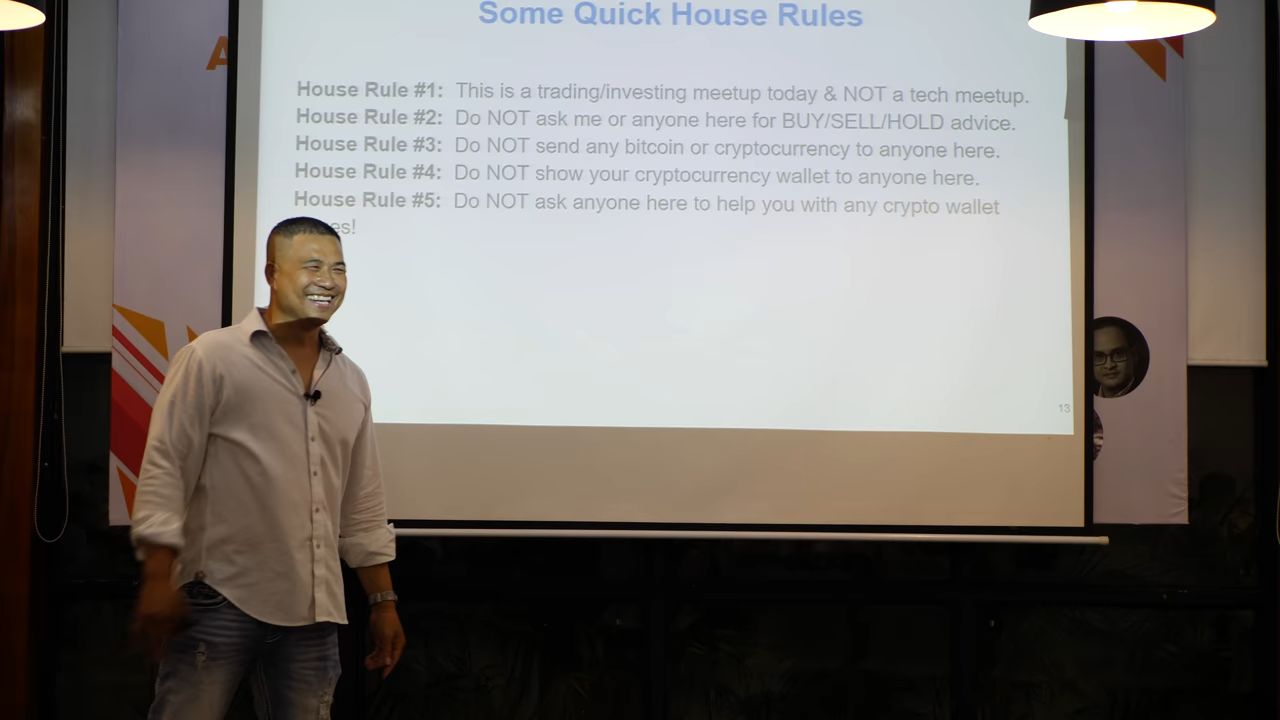 Some Quick House Rules
House Rule #1: This is a trading/investing meetup today & NOT a tech meetup.
House Rule #2: Do NOT ask me or anyone here for BUY/SELL/HOLD advice.
House Rule #3: Do NOT send any bitcoin or cryptocurrency to anyone here.
House Rule #4: Do NOT show your cryptocurrency wallet to anyone here.
House Rule #5: Do NOT ask anyone here to help you with any crypto wallet
13